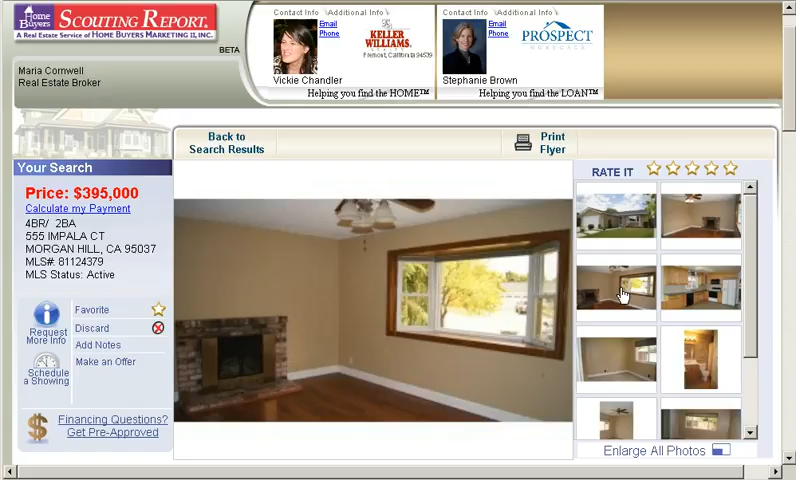 Home Buyers
SCOUTING REPORT®
A Real Estate Service of HOME BUYERS MARKETING II, INC.
BETA
Contact Info \Additional Info\
Email
Phone
KELLER WILLIAMS.
Fremont, California 94539
Vickie Chandler
Helping you find the HOME™
Contact Info \Additional Info\
Email
Phone
PROSPECT
MORTGAGE
Stephanie Brown
Helping you find the LOAN™
Maria Cornwell
Real Estate Broker
Back to
Search Results
Print
Flyer
Your Search
Price: $395,000
Calculate my Payment
4BR/ 2BA
555 IMPALA CT
MORGAN HILL, CA 95037
MLS#: 81124379
MLS Status: Active
Request
More Info
Schedule
a Showing
Favorite
Discard
Add Notes
Make an Offer
Financing Questions?
Get Pre-Approved
RATE IT
Enlarge All Photos